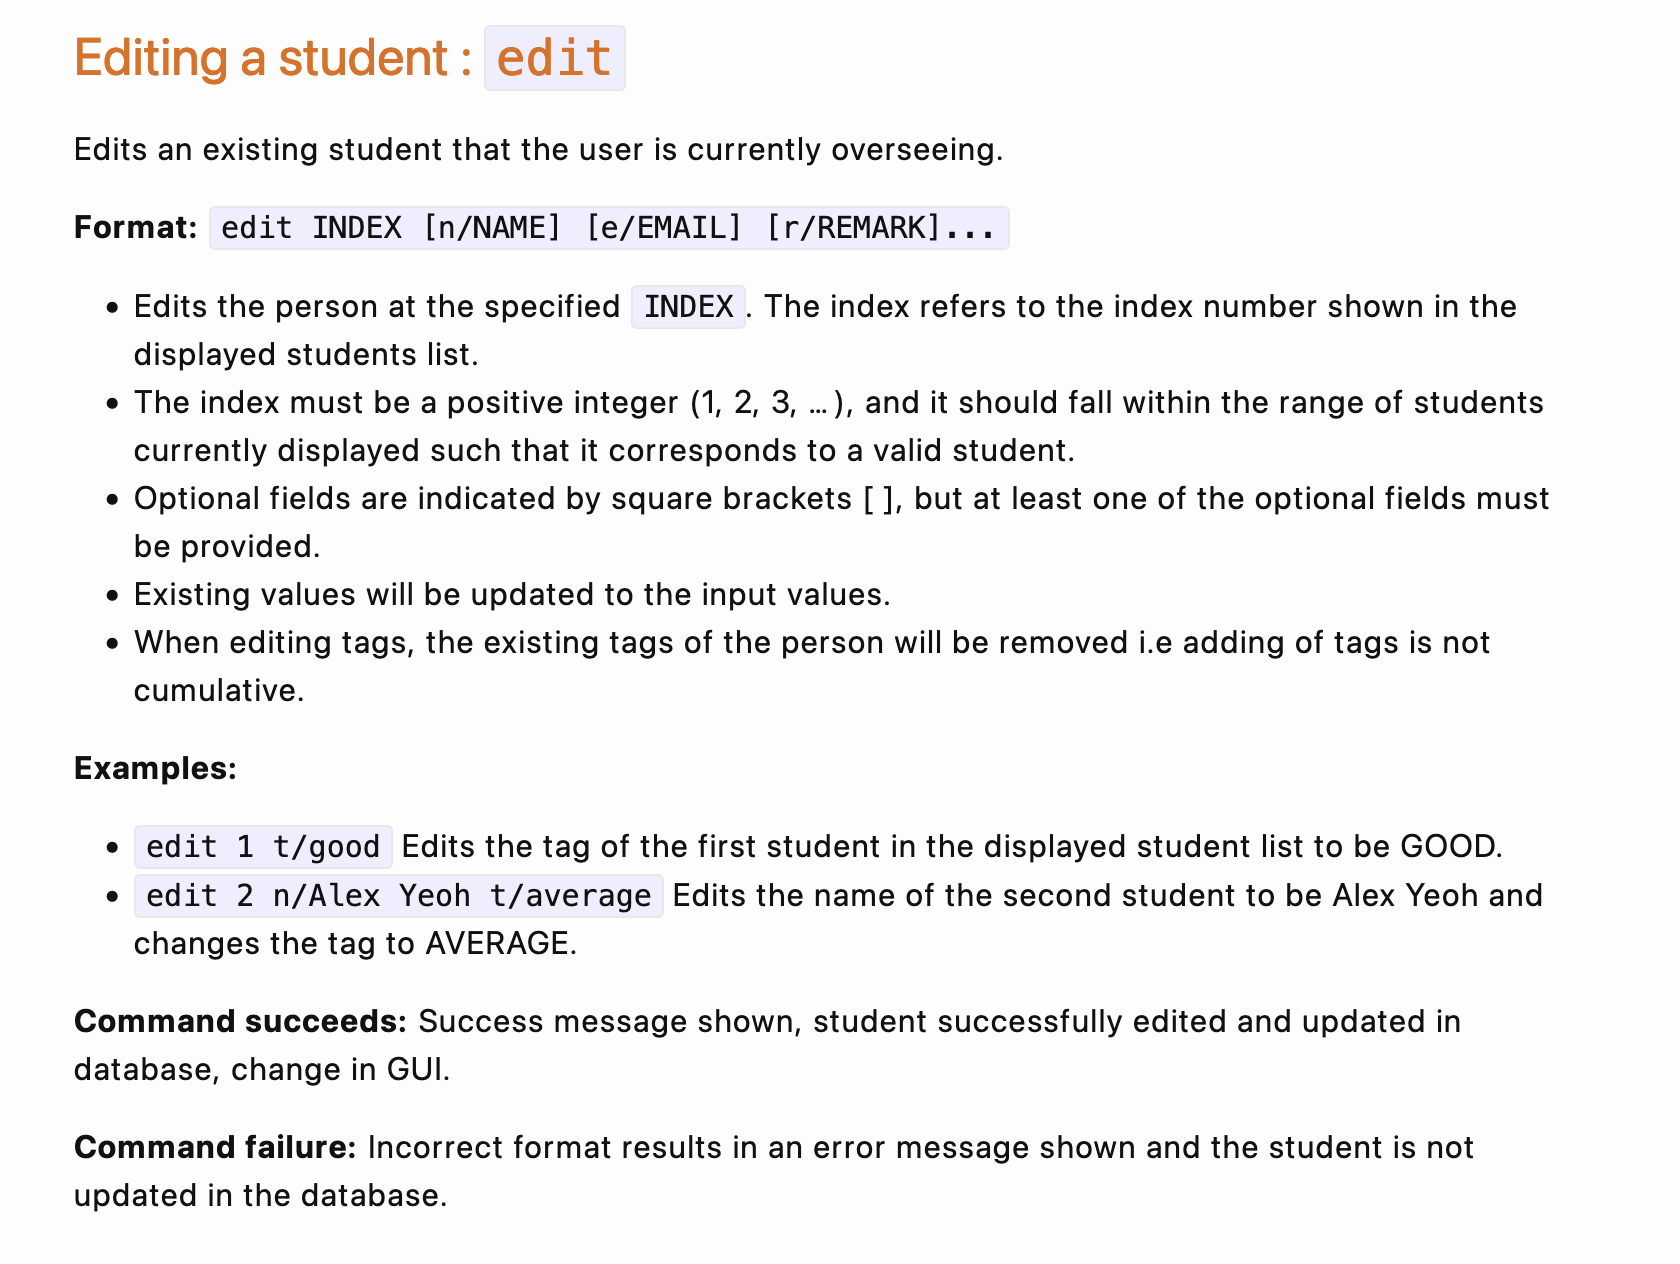 Editing a student : edit
Edits an existing student that the user is currently overseeing.
Format: edit INDEX [n/NAME] [e/EMAIL] [r/REMARK]...
• Edits the person at the specified INDEX. The index refers to the index number shown in the
displayed students list.
• The index must be a positive integer (1, 2, 3, …), and it should fall within the range of students
currently displayed such that it corresponds to a valid student.
• Optional fields are indicated by square brackets [ ], but at least one of the optional fields must
be provided.
• Existing values will be updated to the input values.
• When editing tags, the existing tags of the person will be removed i.e adding of tags is not
cumulative.
Examples:
• edit 1 t/good Edits the tag of the first student in the displayed student list to be GOOD.
• edit 2 n/Alex Yeoh t/average Edits the name of the second student to be Alex Yeoh and
changes the tag to AVERAGE.
Command succeeds: Success message shown, student successfully edited and updated in
database, change in GUI.
Command failure: Incorrect format results in an error message shown and the student is not
updated in the database.